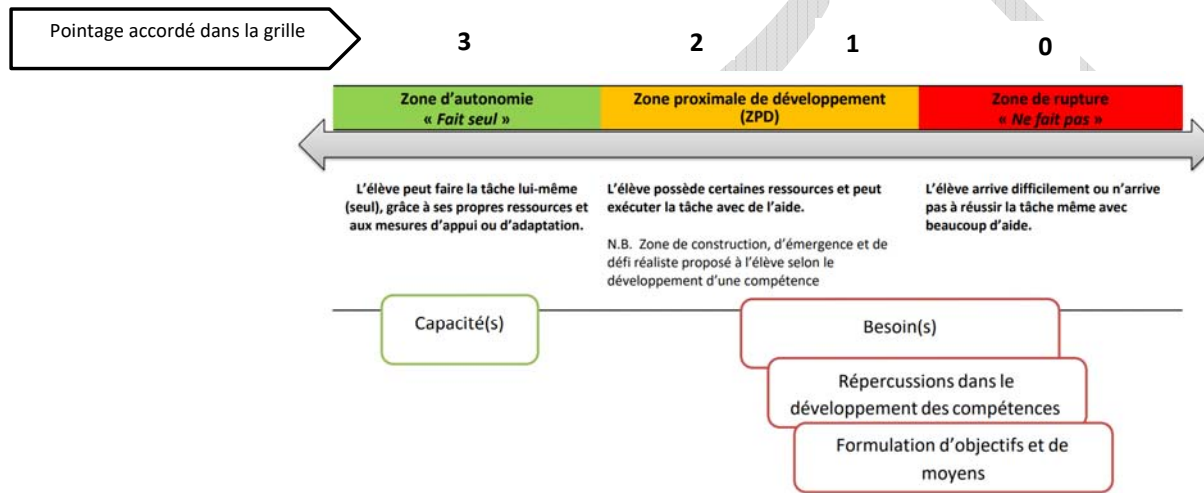 Pointage accordé dans la grille
3 2 1 0
Zone d'autonomie
« Fait seul »
Zone proximale de développement
(ZPD)
Zone de rupture
« Ne fait pas »
L'élève peut faire la tâche lui-même
(seul), grâce à ses propres ressources et
aux mesures d'appui ou d'adaptation.
L'élève possède certaines ressources et peut
exécuter la tâche avec de l'aide.
N.B. Zone de construction, d'émergence et de
défi réaliste proposé à l'élève selon le
développement d'une compétence
L'élève arrive difficilement ou n'arrive
pas à réussir la tâche même avec
beaucoup d'aide.
Capacité(s)
Besoin(s)
Répercussions dans le
développement des compétences
Formulation d'objectifs et de
moyens